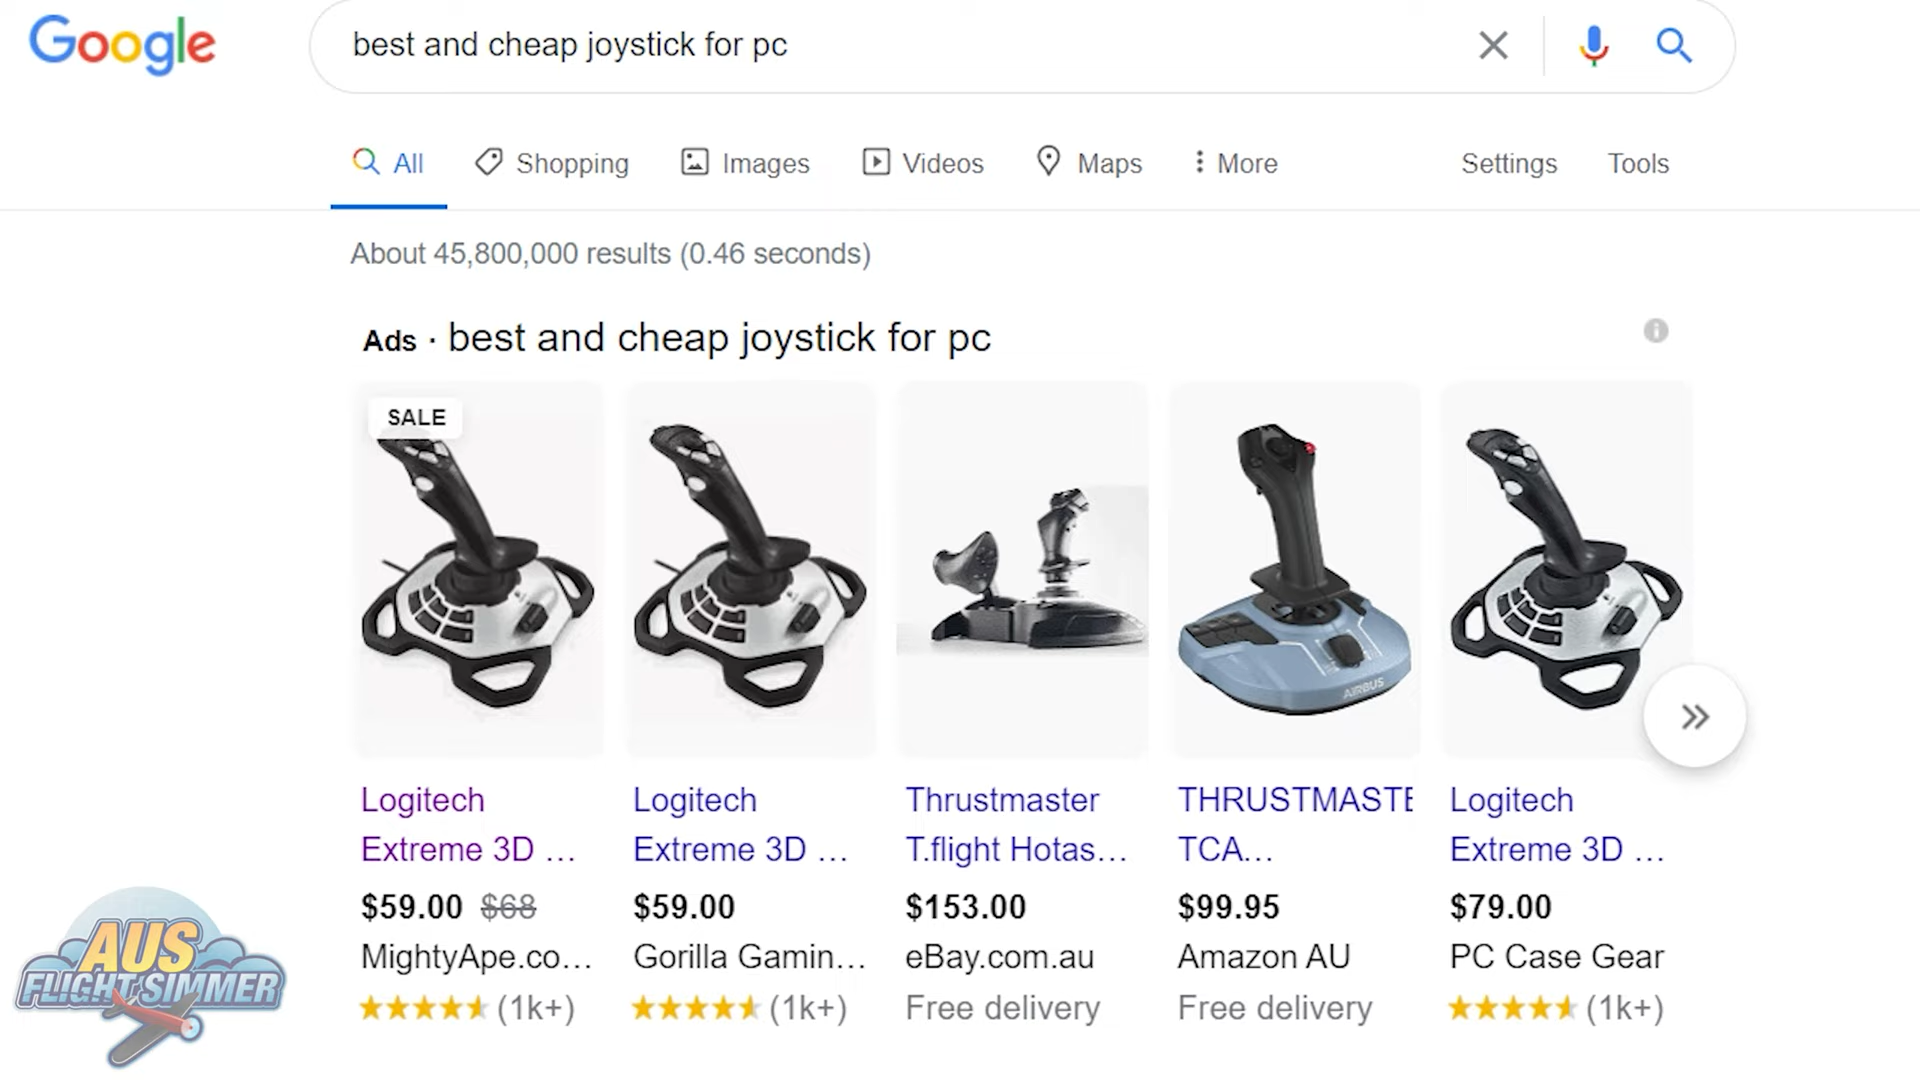 Google
best and cheap joystick for pc
All Shopping Images Videos Maps More Settings Tools
About 45,800,000 results (0.46 seconds)
Ads · best and cheap joystick for pc
SALE
AIRBUS
Logitech
Extreme 3D ...
$59.00 $68
MightyApe.co...
(1k+)
Logitech
Extreme 3D ...
$59.00
Gorilla Gamin...
(1k+)
Thrustmaster
T.flight Hotas...
$153.00
eBay.com.au
Free delivery
THRUSTMASTE
TCA...
$99.95
Amazon AU
Free delivery
Logitech
Extreme 3D ...
$79.00
PC Case Gear
(1k+)
AUS
FLIGHT SIMMER